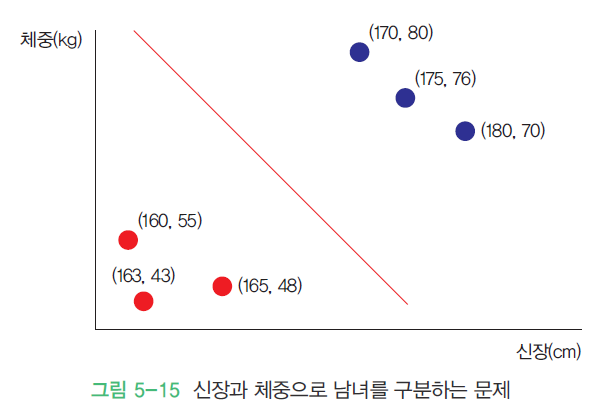 체중(kg)
(170, 80)
(175, 76)
(180, 70)
(160, 55)
(163, 43)
(165, 48)
신장(cm)
그림 5-15 신장과 체중으로 남녀를 구분하는 문제